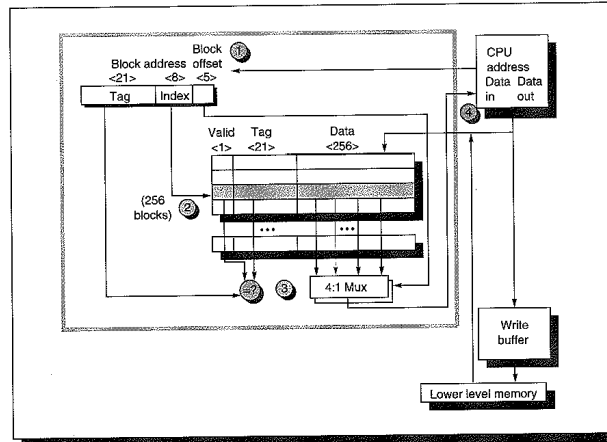 Block address
<21> <8>
Block offset
<5>
1
Tag Index
CPU address
Data in Data out
4
Valid <1>
Tag <21>
Data <256>
(256 blocks)
2
...
...
=?
3
4:1 Mux
Write buffer
Lower level memory